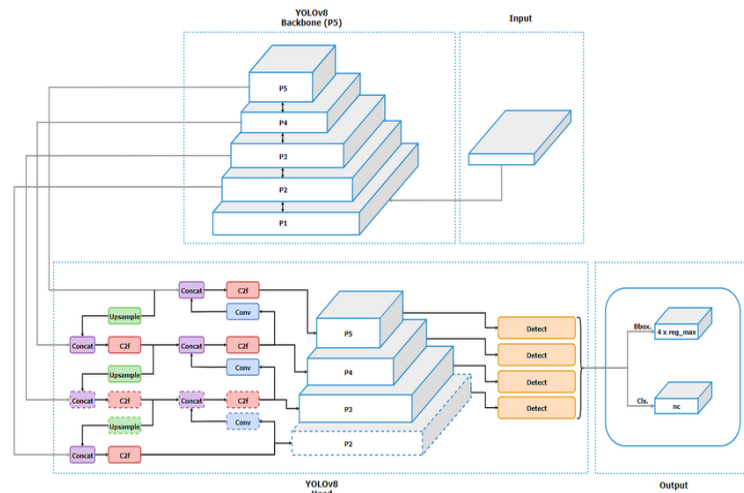 YOLOv8
Backbone (P5)
Input
P5
P4
P3
P2
P1
Concat
C2f
Upsample
Conv
P5
Detect
Bbox.
4 x reg_max
Concat
C2f
Concat
C2f
P4
Detect
Upsample
Conv
Detect
Concat
C2f
Concat
C2f
P3
Detect
Cls.
nc
Upsample
Conv
P2
Concat
C2f
YOLOv8
Head
Output